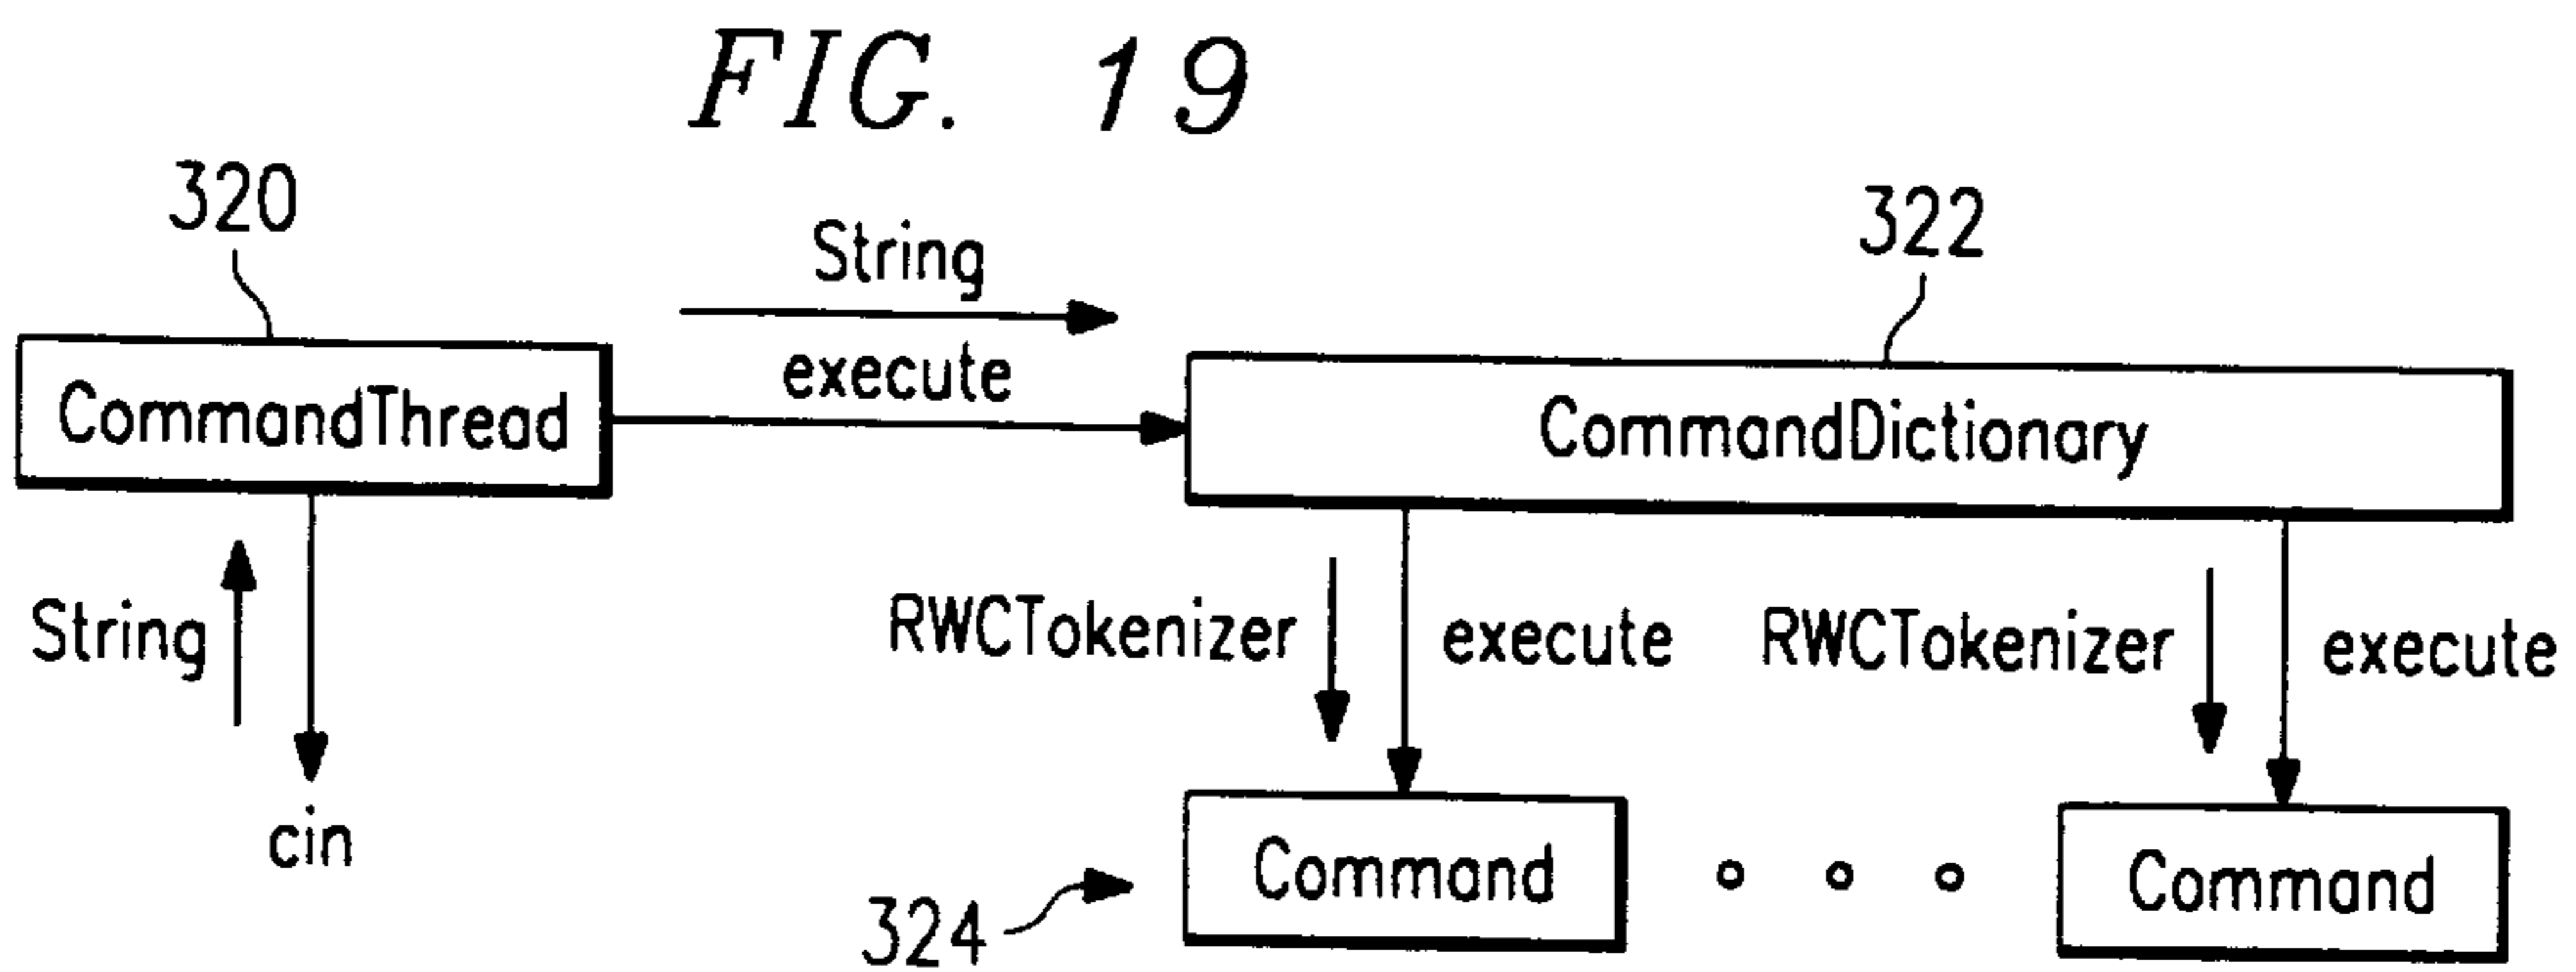 FIG. 19
320
322
String
execute
CommandThread
CommandDictionary
String
RWCTokenizer
execute
RWCTokenizer
execute
cin
Command
Command
324